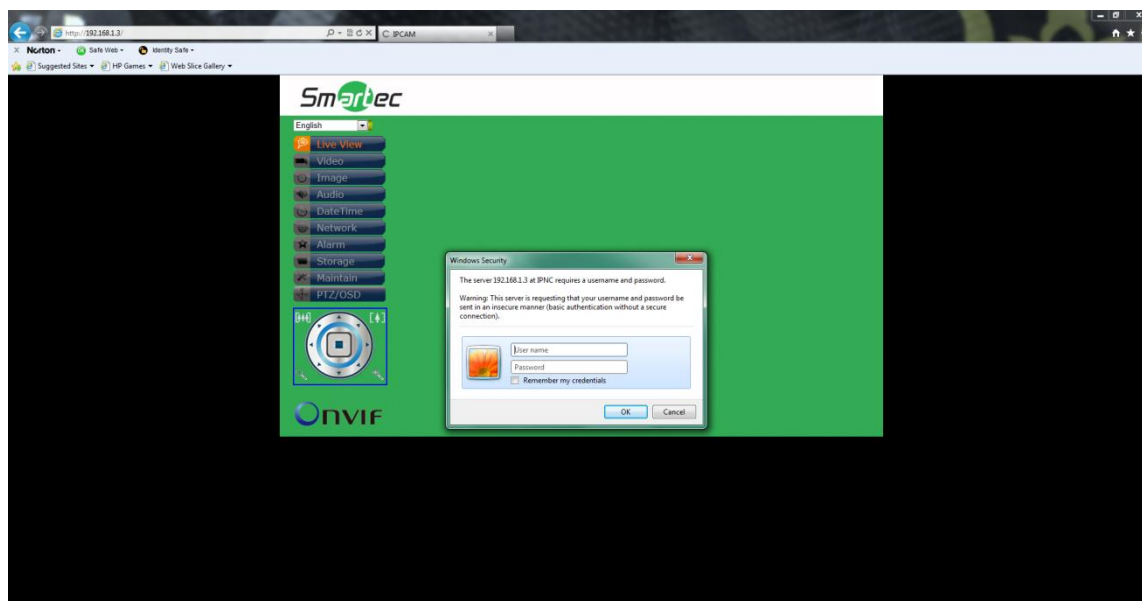 http://192.168.1.3/
IPCAM
Norton
Safe Web
Identity Safe
Suggested Sites
HP Games
Web Slice Gallery
Smartec
English
Live View
Video
Image
Audio
DateTime
Network
Alarm
Storage
Maintain
PTZ/OSD
Onvif
Windows Security
The server 192.168.1.3 at IPNC requires a username and password.
Warning: This server is requesting that your username and password be
sent in an insecure manner (basic authentication without a secure
connection).
User name
Password
Remember my credentials
OK Cancel